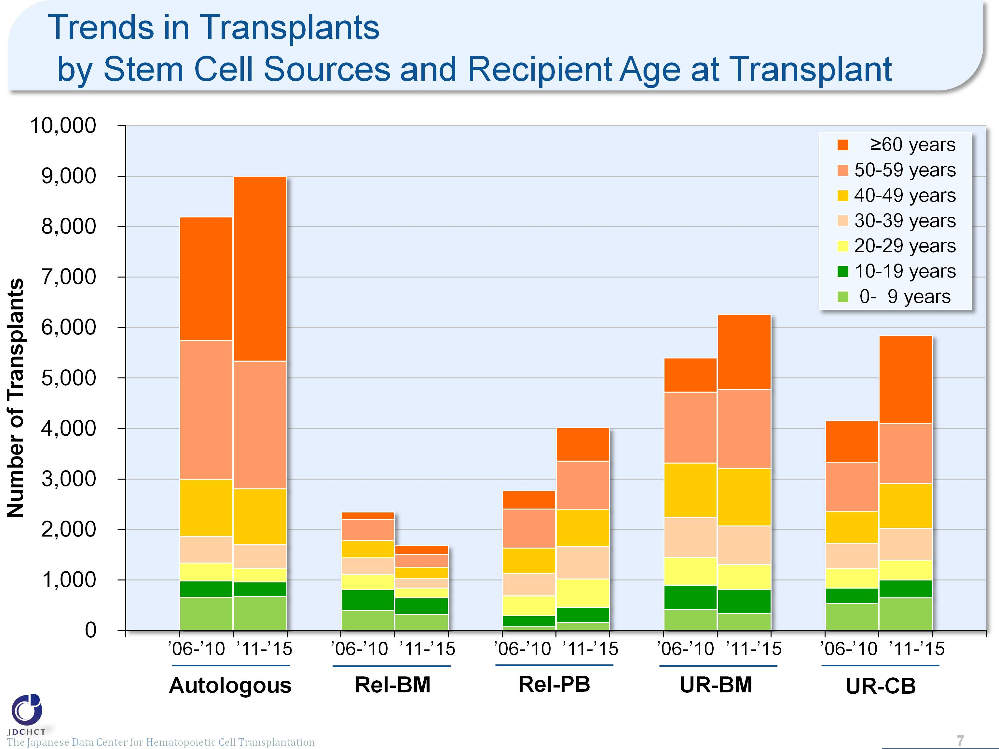 Trends in Transplants
by Stem Cell Sources and Recipient Age at Transplant
10,000
9,000
8,000
7,000
6,000
5,000
4,000
3,000
2,000
1,000
0
Number of Transplants
≥60 years
50-59 years
40-49 years
30-39 years
20-29 years
10-19 years
0- 9 years
’06-’10 ’11-’15 ’06-’10 ’11-’15 ’06-’10 ’11-’15 ’06-’10 ’11-’15 ’06-’10 ’11-’15
Autologous Rel-BM Rel-PB UR-BM UR-CB
JDCHCT
The Japanese Data Center for Hematopoietic Cell Transplantation
7